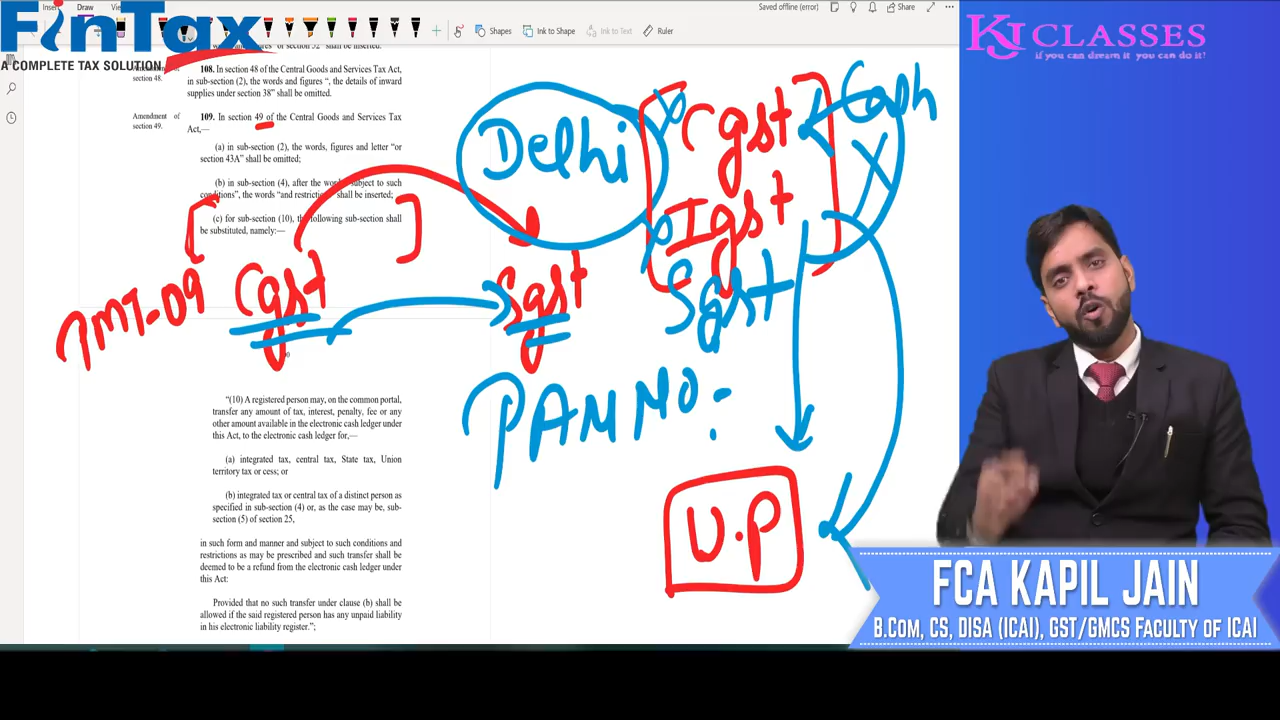 Insert Draw
Saved offline (error) Share
Shapes Ink to Shape Ink to Text Ruler
FinTax
A COMPLETE TAX SOLUTION
KJ CLASSES
if you can dream it you can do it!
section 48.
108. In section 48 of the Central Goods and Services Tax Act,
in sub-section (2), the words and figures “, the details of inward
supplies under section 38” shall be omitted.
Amendment of
section 49.
109. In section 49 of the Central Goods and Services Tax
Act,—
(a) in sub-section (2), the words, figures and letter “or
section 43A” shall be omitted;
(b) in sub-section (4), after the words “subject to such
conditions”, the words “and restrictions” shall be inserted;
(c) for sub-section (10), the following sub-section shall
be substituted, namely:—
Delhi
Cgst
Igst
Sgst
Cash
PMT-09 Cgst Sgst
PAN NO:
U.P
“(10) A registered person may, on the common portal,
transfer any amount of tax, interest, penalty, fee or any
other amount available in the electronic cash ledger under
this Act, to the electronic cash ledger for,—
(a) integrated tax, central tax, State tax, Union
territory tax or cess; or
(b) integrated tax or central tax of a distinct person as
specified in sub-section (4) or, as the case may be, sub-
section (5) of section 25,
in such form and manner and subject to such conditions and
restrictions as may be prescribed and such transfer shall be
deemed to be a refund from the electronic cash ledger under
this Act:
Provided that no such transfer under clause (b) shall be
allowed if the said registered person has any unpaid liability
in his electronic liability register.”;
FCA KAPIL JAIN
B.Com, CS, DISA (ICAI), GST/GMCS Faculty of ICAI